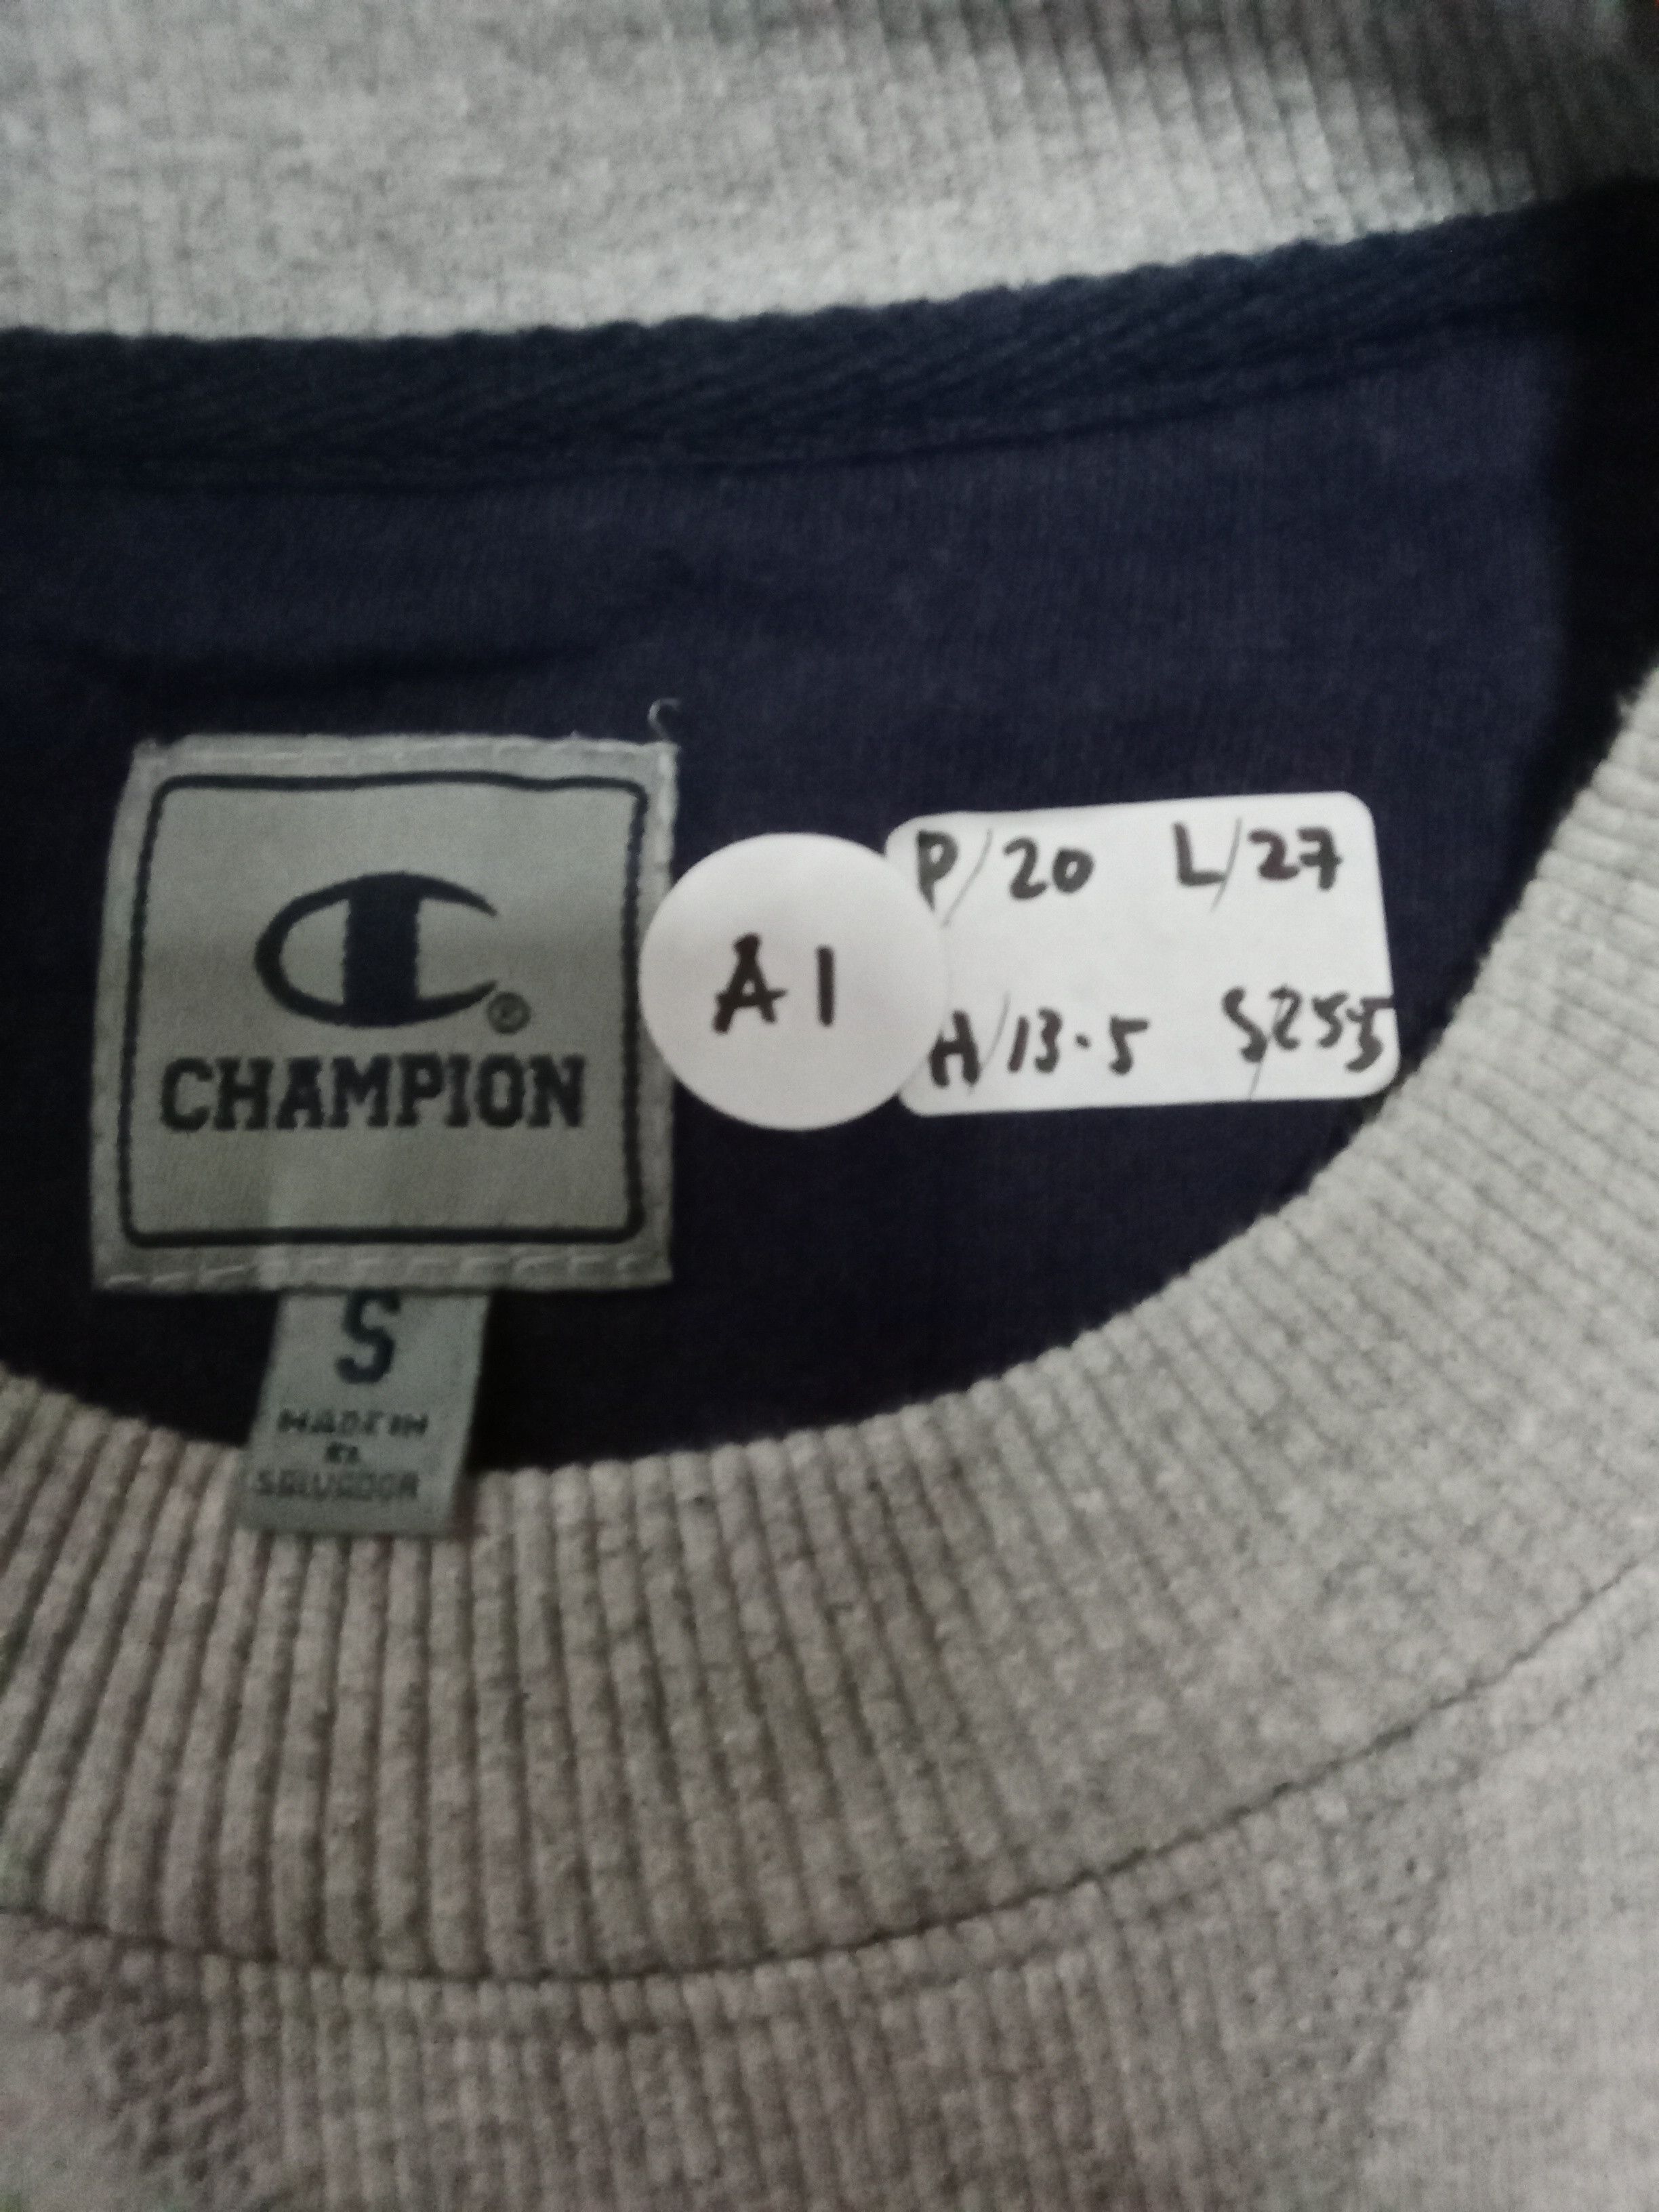 C®
CHAMPION
S
MADE IN
EL
SALVADOR
A1
P/20 L/27
H/13.5 S/25.5